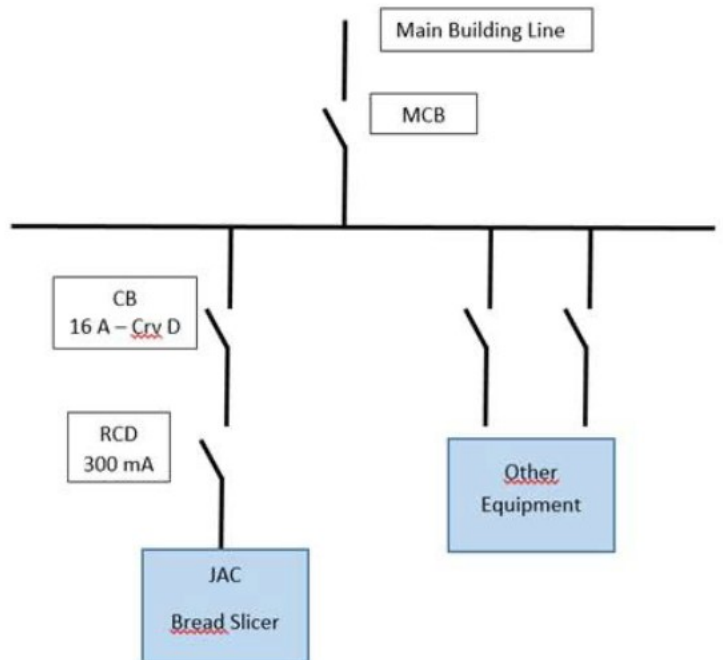 Main Building Line
MCB
CB
16 A – Crv D
RCD
300 mA
Other
Equipment
JAC
Bread Slicer